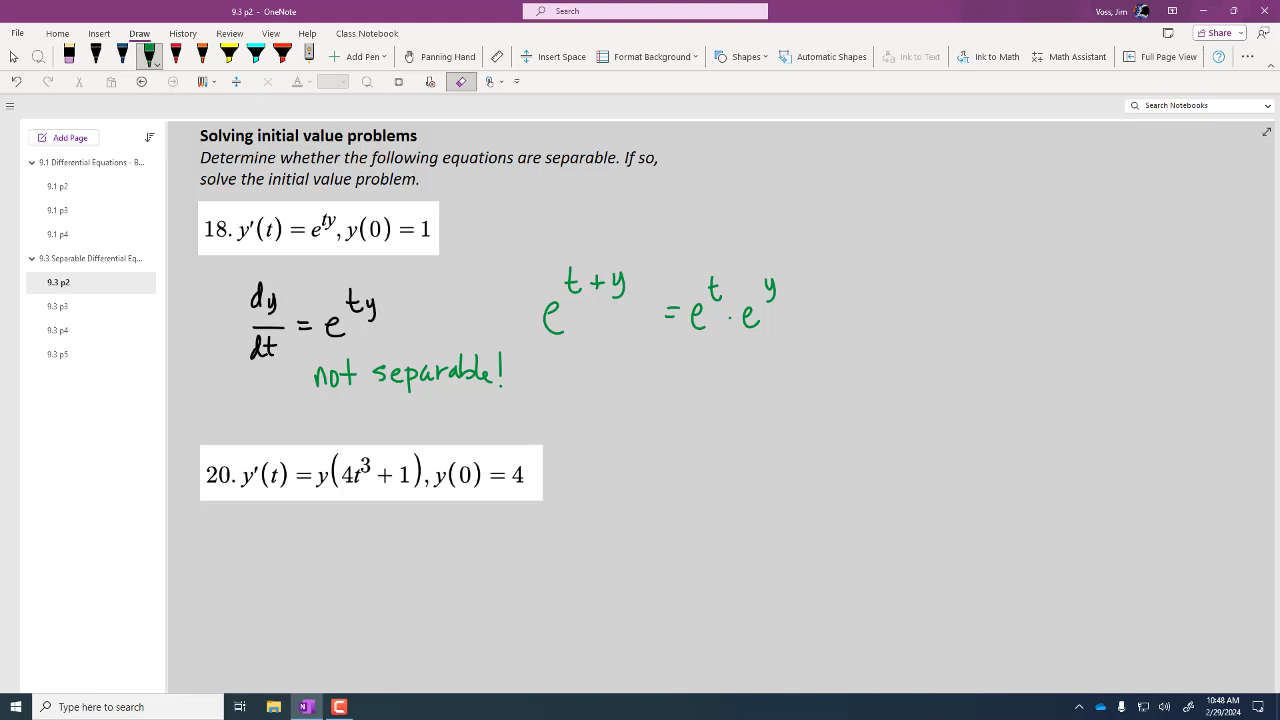 9.3 p2 - OneNote
Search
Voss, Jim
File Home Insert Draw History Review View Help Class Notebook
Share
Add Pen Panning Hand Insert Space Format Background Shapes Automatic Shapes Ink to Text Ink to Math Math Assistant Full Page View
Search Notebooks
Add Page
9.1 Differential Equations - B...
9.1 p2
9.1 p3
9.1 p4
9.3 Separable Differential Eq...
9.3 p2
9.3 p3
9.3 p4
9.3 p5
Solving initial value problems
Determine whether the following equations are separable. If so,
solve the initial value problem.
18. y′(t) = e^{ty}, y(0) = 1
dy/dt = e^{ty}
e^{t+y} = e^t · e^y
not separable!
20. y′(t) = y(4t³ + 1), y(0) = 4
Type here to search
10:48 AM
2/29/2024